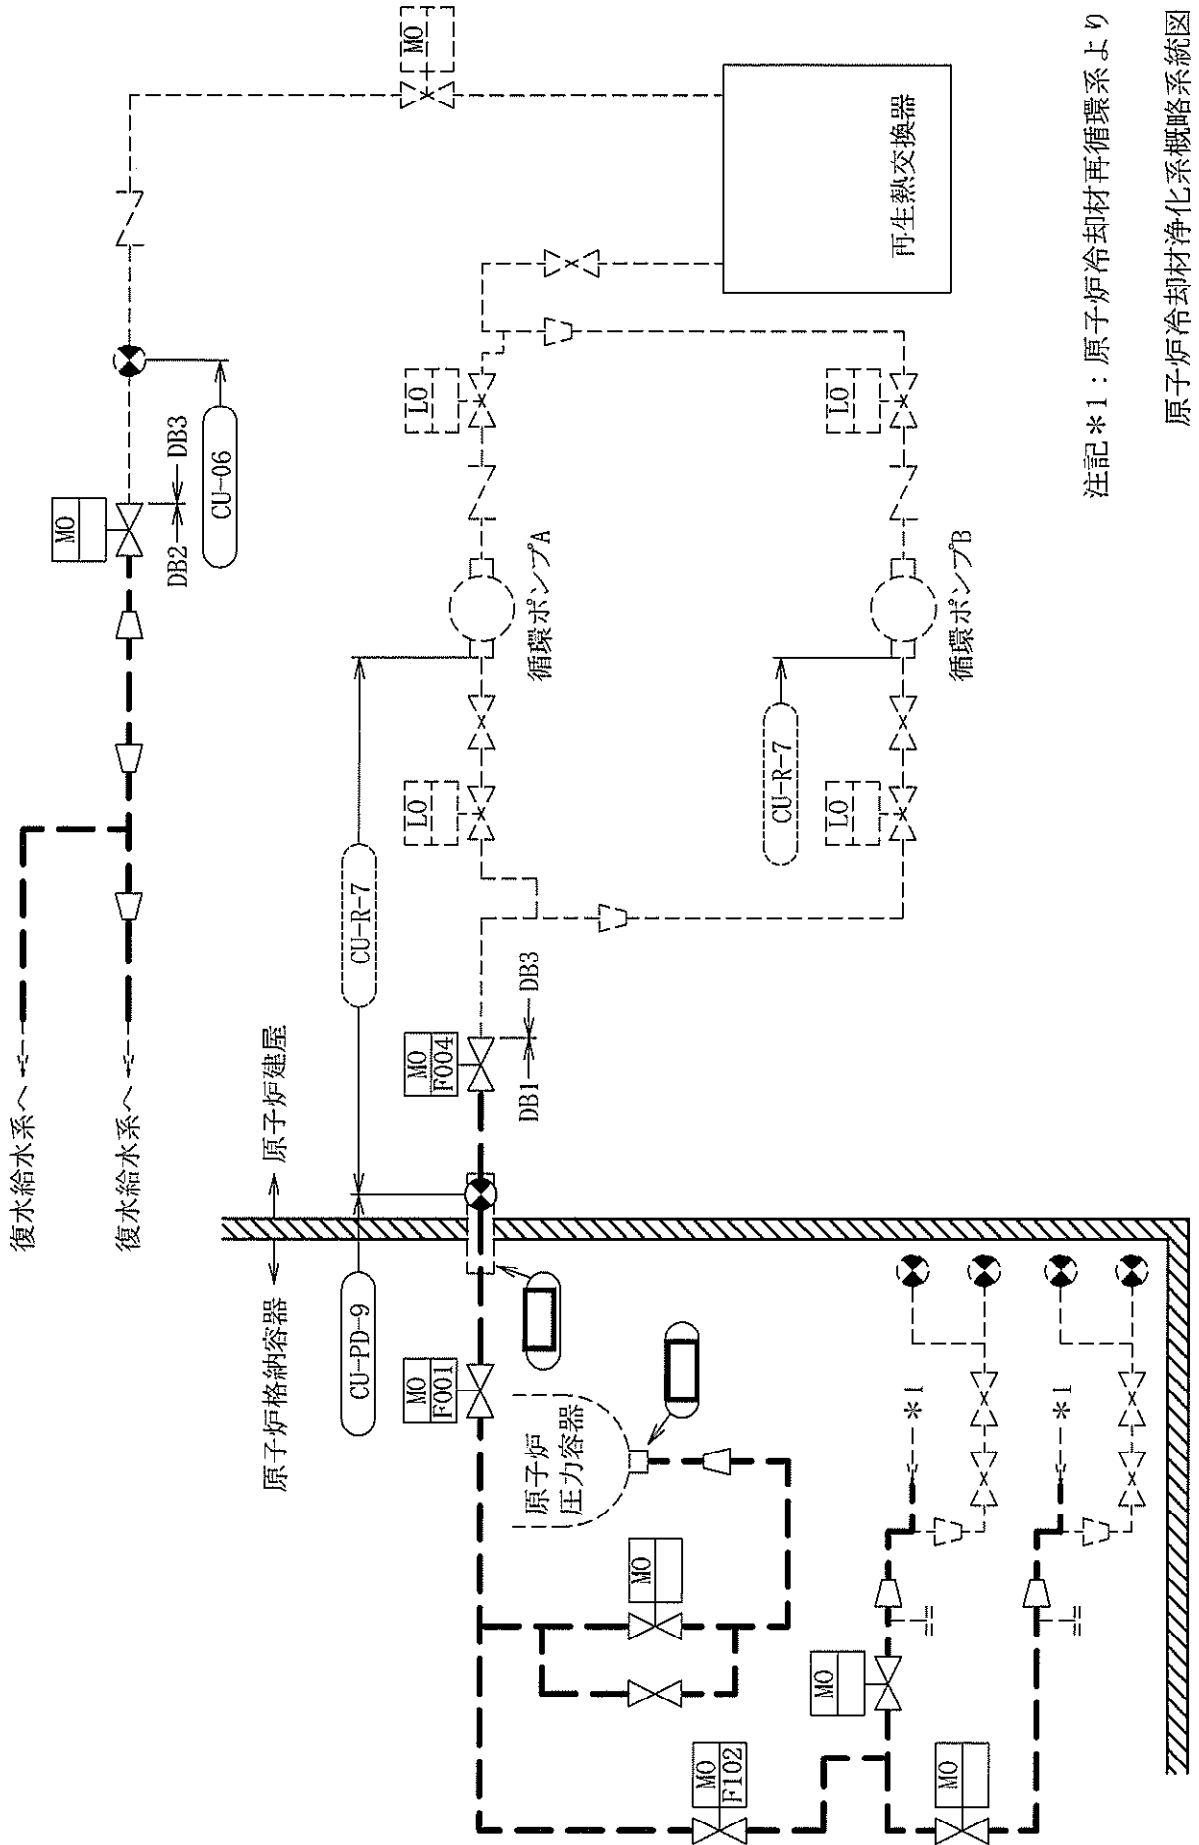 復水給水系へ
復水給水系へ
MO
DB2
DB3
CU-06
MO
原子炉格納容器
原子炉建屋
CU-PD-9
CU-R-7
MO
F001
MO
F004
DB1
DB3
LO
循環ポンプA
LO
再生熱交換器
原子炉
圧力容器
MO
CU-R-7
LO
循環ポンプB
LO
MO
F102
MO
MO
*1
*1
注記*1:原子炉冷却材再循環系より
原子炉冷却材浄化系概略系統図